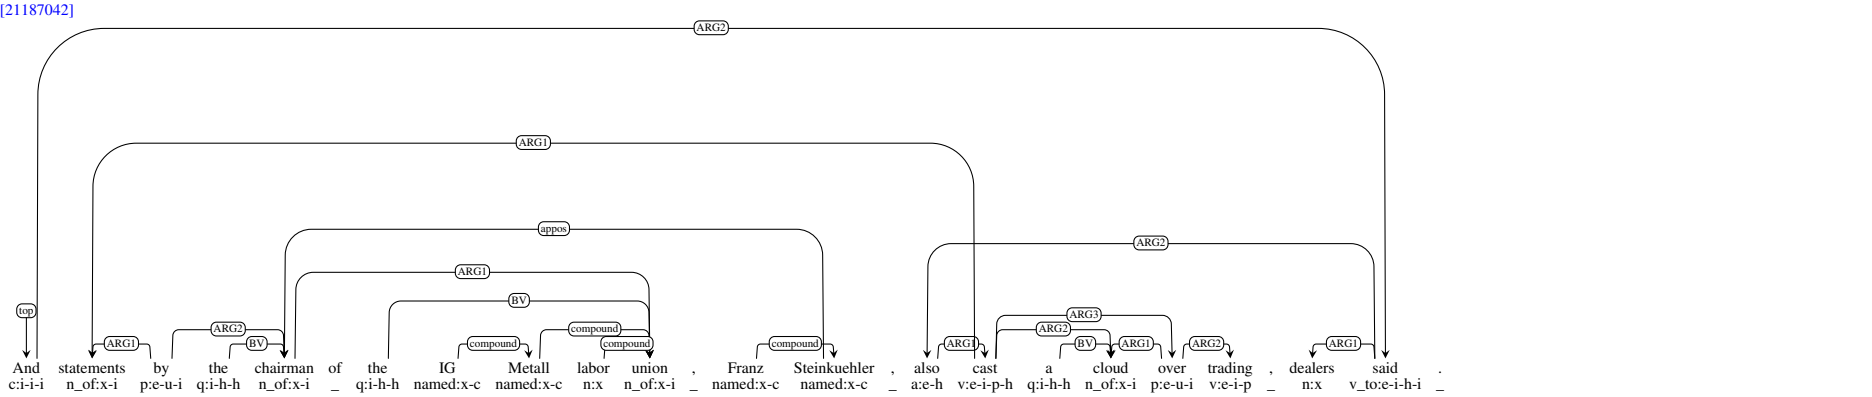 [21187042]
ARG2
ARG1
appos
ARG2
ARG1
BV
top
ARG3
ARG2 compound ARG2
ARG1 BV compound compound compound ARG1 BV ARG1 ARG2 ARG1
And statements by the chairman of the IG Metall labor union , Franz Steinkuehler , also cast a cloud over trading , dealers said .
c:i-i-i n_of:x-i p:e-u-i q:i-h-h n_of:x-i _ q:i-h-h named:x-c named:x-c n:x n_of:x-i _ named:x-c named:x-c _ a:e-h v:e-i-p-h q:i-h-h n_of:x-i p:e-u-i v:e-i-p _ n:x v_to:e-i-h-i _